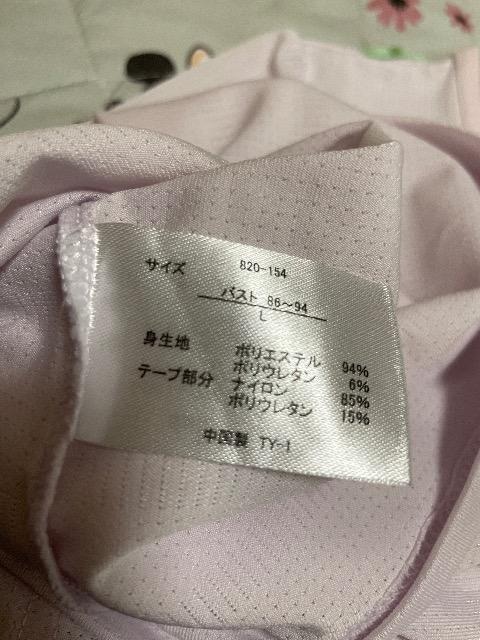 サイズ 820-154
バスト 86～94
L
身生地 ポリエステル 94%
ポリウレタン 6%
テープ部分 ナイロン 85%
ポリウレタン 15%
中国製 TY-1